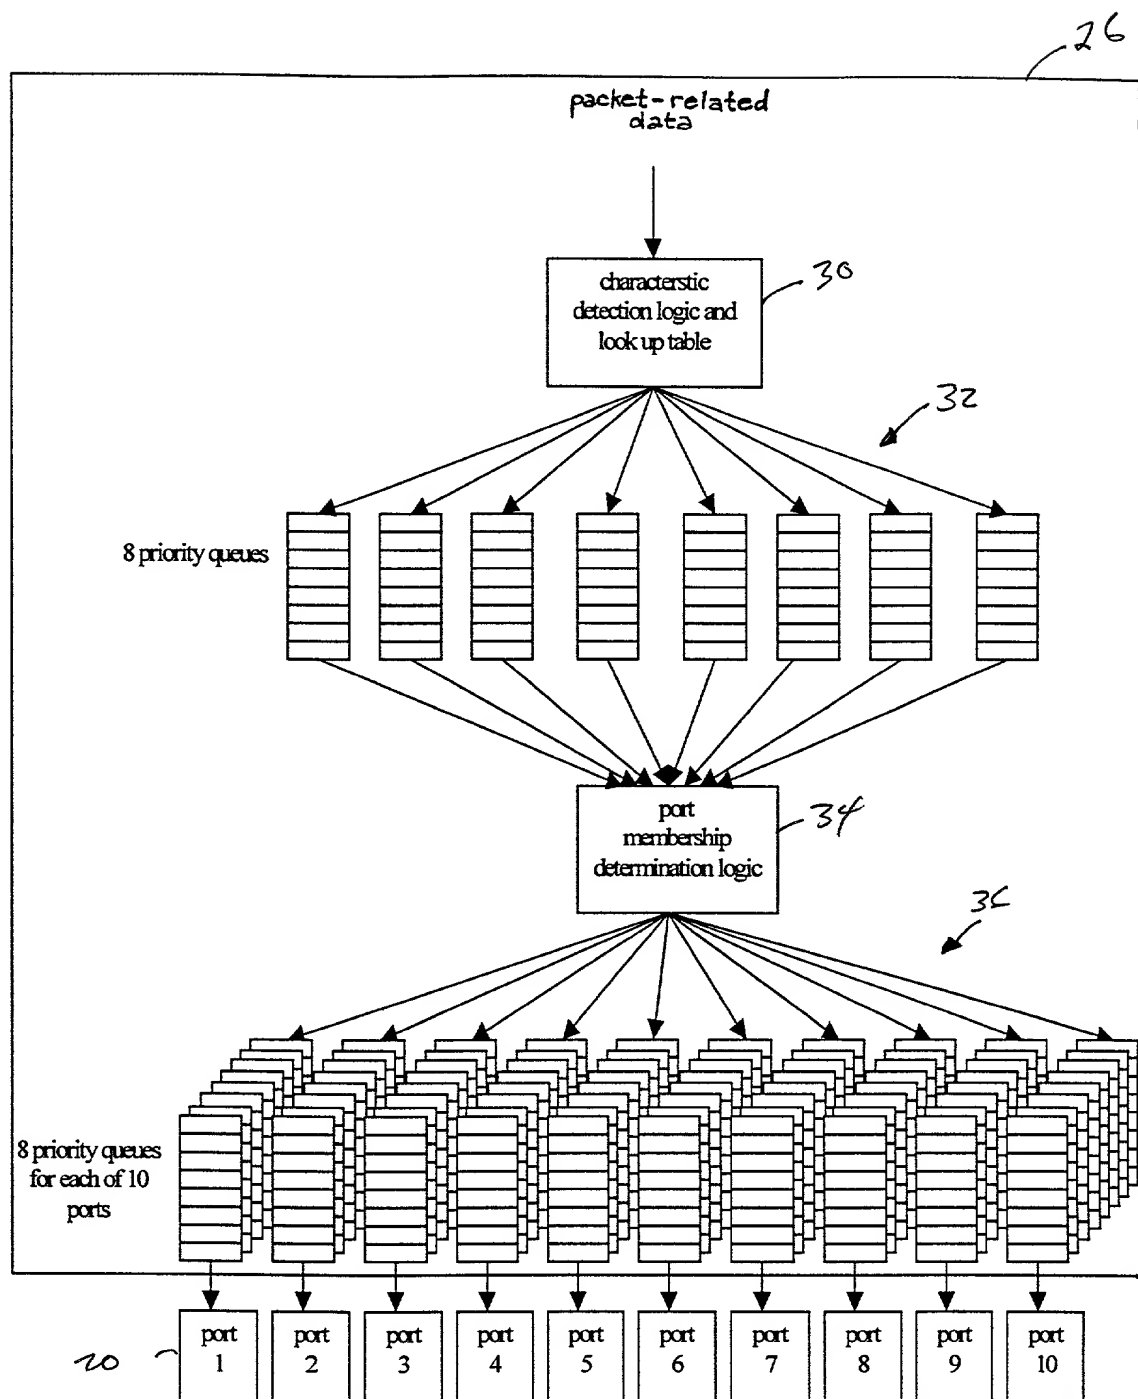 26
packet-related
data
characterstic
detection logic and
look up table
30
32
8 priority queues
port
membership
determination logic
34
36
8 priority queues
for each of 10
ports
20
port
1
port
2
port
3
port
4
port
5
port
6
port
7
port
8
port
9
port
10